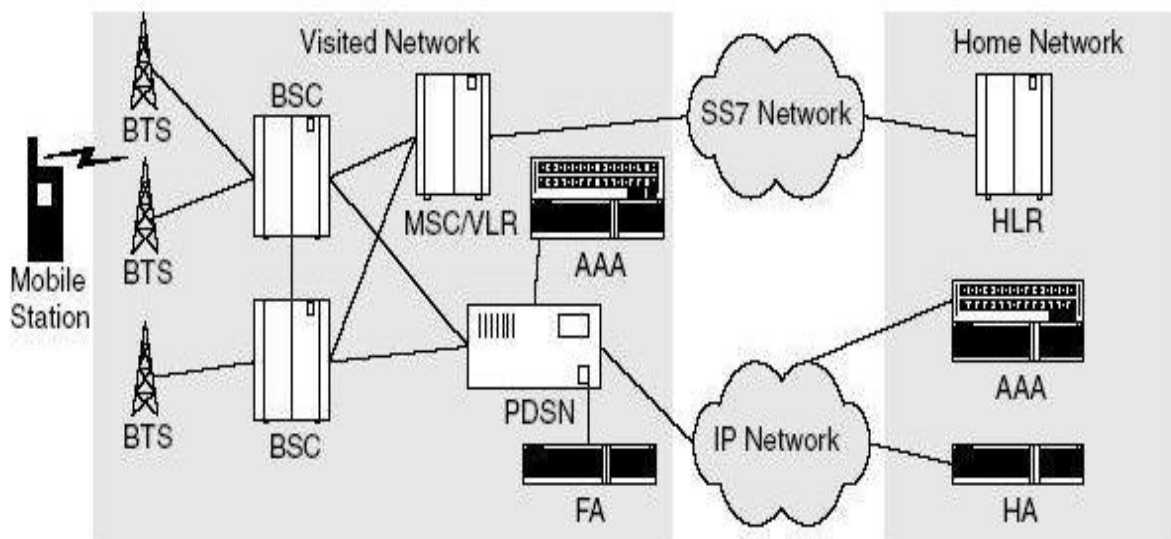 Visited Network
Home Network
BTS
BSC
SS7 Network
MSC/VLR
HLR
BTS
AAA
Mobile
Station
BTS
BSC
PDSN
IP Network
AAA
FA
HA